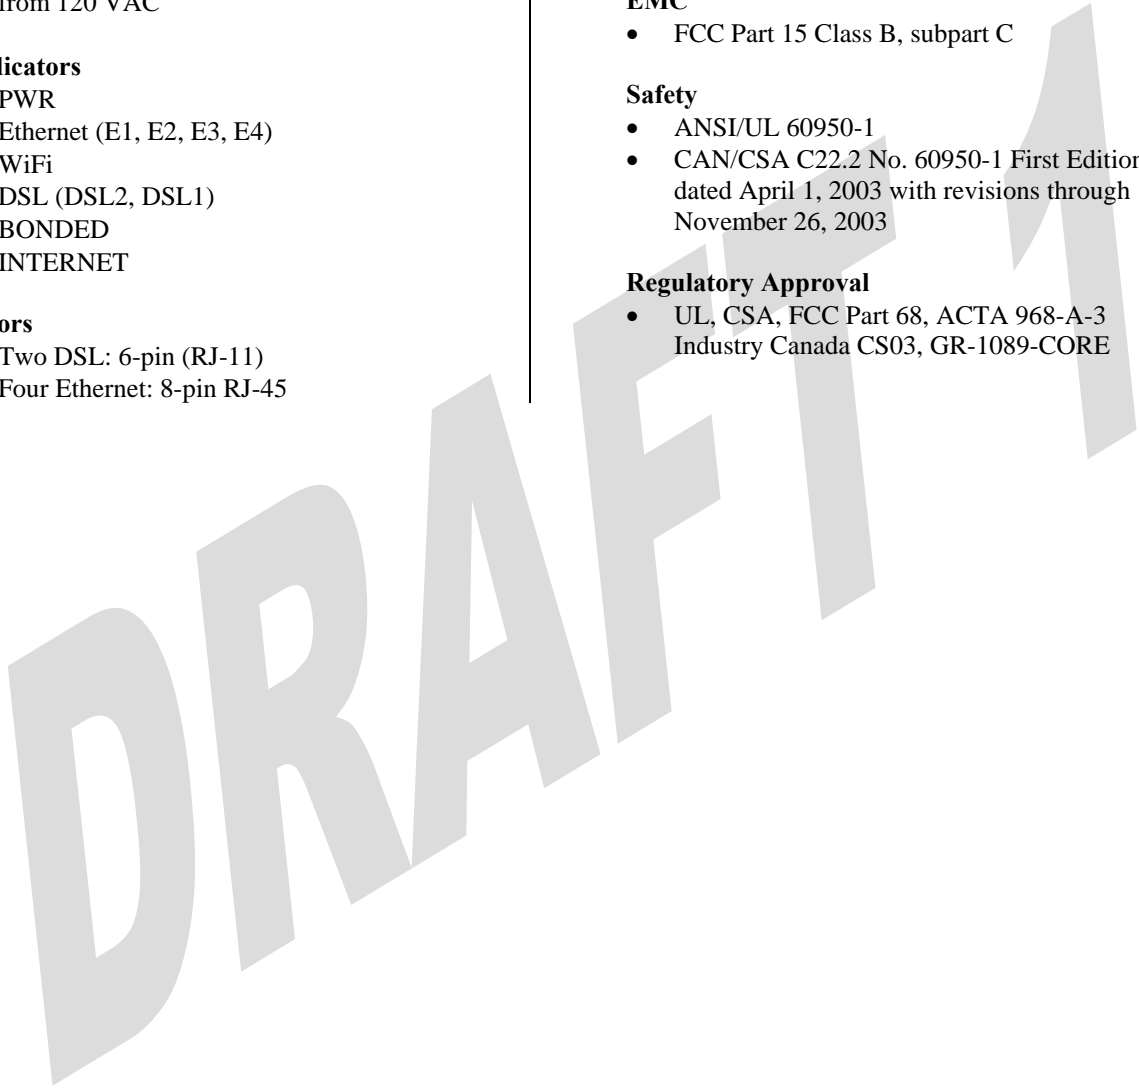 from 120 VAC
licators
PWR
Ethernet (E1, E2, E3, E4)
WiFi
DSL (DSL2, DSL1)
BONDED
INTERNET
ors
Two DSL: 6-pin (RJ-11)
Four Ethernet: 8-pin RJ-45
EMC
• FCC Part 15 Class B, subpart C
Safety
• ANSI/UL 60950-1
• CAN/CSA C22.2 No. 60950-1 First Edition
dated April 1, 2003 with revisions through
November 26, 2003
Regulatory Approval
• UL, CSA, FCC Part 68, ACTA 968-A-3
Industry Canada CS03, GR-1089-CORE
DRAFT 1